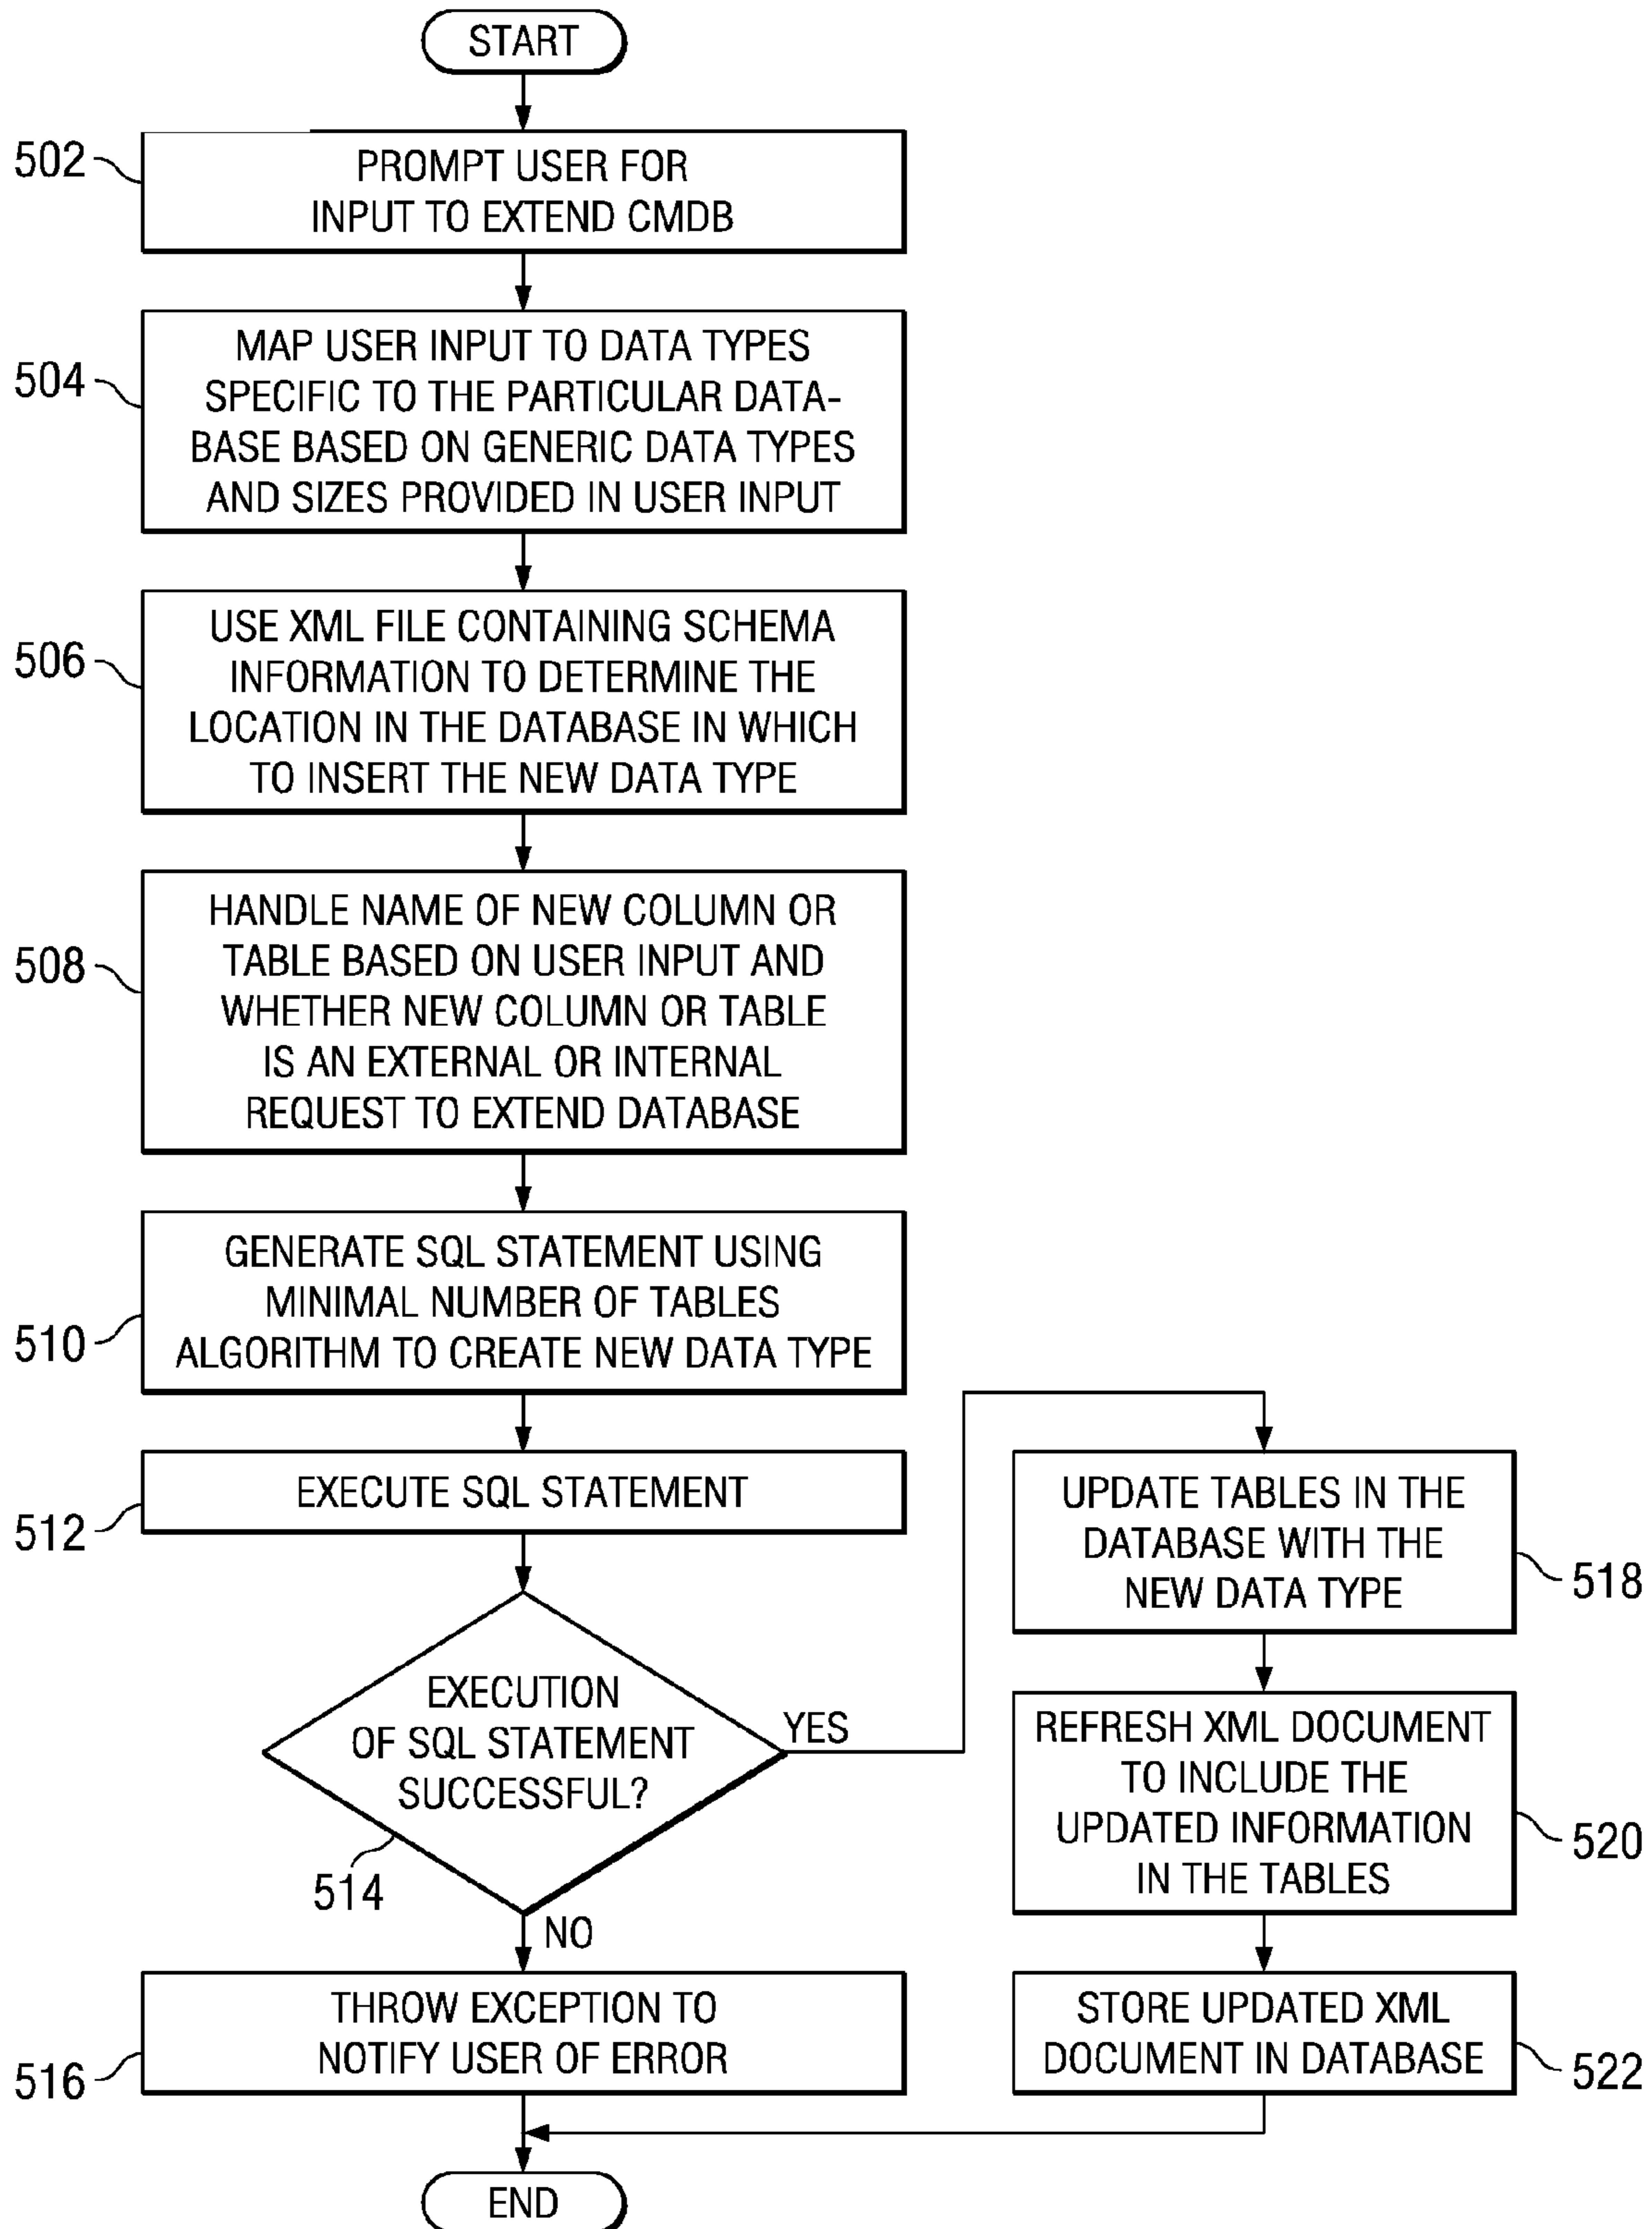 START
502
PROMPT USER FOR
INPUT TO EXTEND CMDB
504
MAP USER INPUT TO DATA TYPES
SPECIFIC TO THE PARTICULAR DATA-
BASE BASED ON GENERIC DATA TYPES
AND SIZES PROVIDED IN USER INPUT
506
USE XML FILE CONTAINING SCHEMA
INFORMATION TO DETERMINE THE
LOCATION IN THE DATABASE IN WHICH
TO INSERT THE NEW DATA TYPE
508
HANDLE NAME OF NEW COLUMN OR
TABLE BASED ON USER INPUT AND
WHETHER NEW COLUMN OR TABLE
IS AN EXTERNAL OR INTERNAL
REQUEST TO EXTEND DATABASE
510
GENERATE SQL STATEMENT USING
MINIMAL NUMBER OF TABLES
ALGORITHM TO CREATE NEW DATA TYPE
512
EXECUTE SQL STATEMENT
EXECUTION
OF SQL STATEMENT
SUCCESSFUL?
514
YES
NO
516
THROW EXCEPTION TO
NOTIFY USER OF ERROR
UPDATE TABLES IN THE
DATABASE WITH THE
NEW DATA TYPE
518
REFRESH XML DOCUMENT
TO INCLUDE THE
UPDATED INFORMATION
IN THE TABLES
520
STORE UPDATED XML
DOCUMENT IN DATABASE
522
END